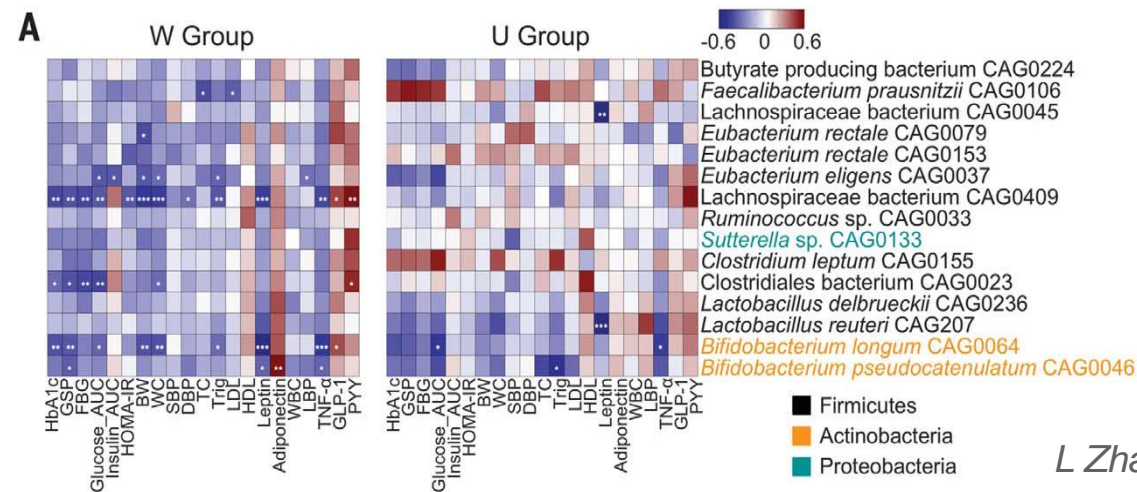 A
W Group
U Group
-0.6 0 0.6
Butyrate producing bacterium CAG0224
Faecalibacterium prausnitzii CAG0106
Lachnospiraceae bacterium CAG0045
Eubacterium rectale CAG0079
Eubacterium rectale CAG0153
Eubacterium eligens CAG0037
Lachnospiraceae bacterium CAG0409
Ruminococcus sp. CAG0033
Sutterella sp. CAG0133
Clostridium leptum CAG0155
Clostridiales bacterium CAG0023
Lactobacillus delbrueckii CAG0236
Lactobacillus reuteri CAG207
Bifidobacterium longum CAG0064
Bifidobacterium pseudocatenulatum CAG0046
HbA1c
GSP
FBG
Glucose_AUC
Insulin_AUC
HOMA-IR
BW
WC
SBP
DBP
TC
Trig
LDL
HDL
Leptin
Adiponectin
WBC
LBP
TNF-α
GLP-1
PYY
HbA1c
GSP
FBG
Glucose_AUC
Insulin_AUC
HOMA-IR
BW
WC
SBP
DBP
TC
Trig
LDL
HDL
Leptin
Adiponectin
WBC
LBP
TNF-α
GLP-1
PYY
Firmicutes
Actinobacteria
Proteobacteria
L Zha